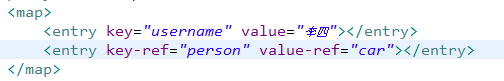 <map>
<entry key="username" value="李四"></entry>
<entry key-ref="person" value-ref="car"></entry>
</map>